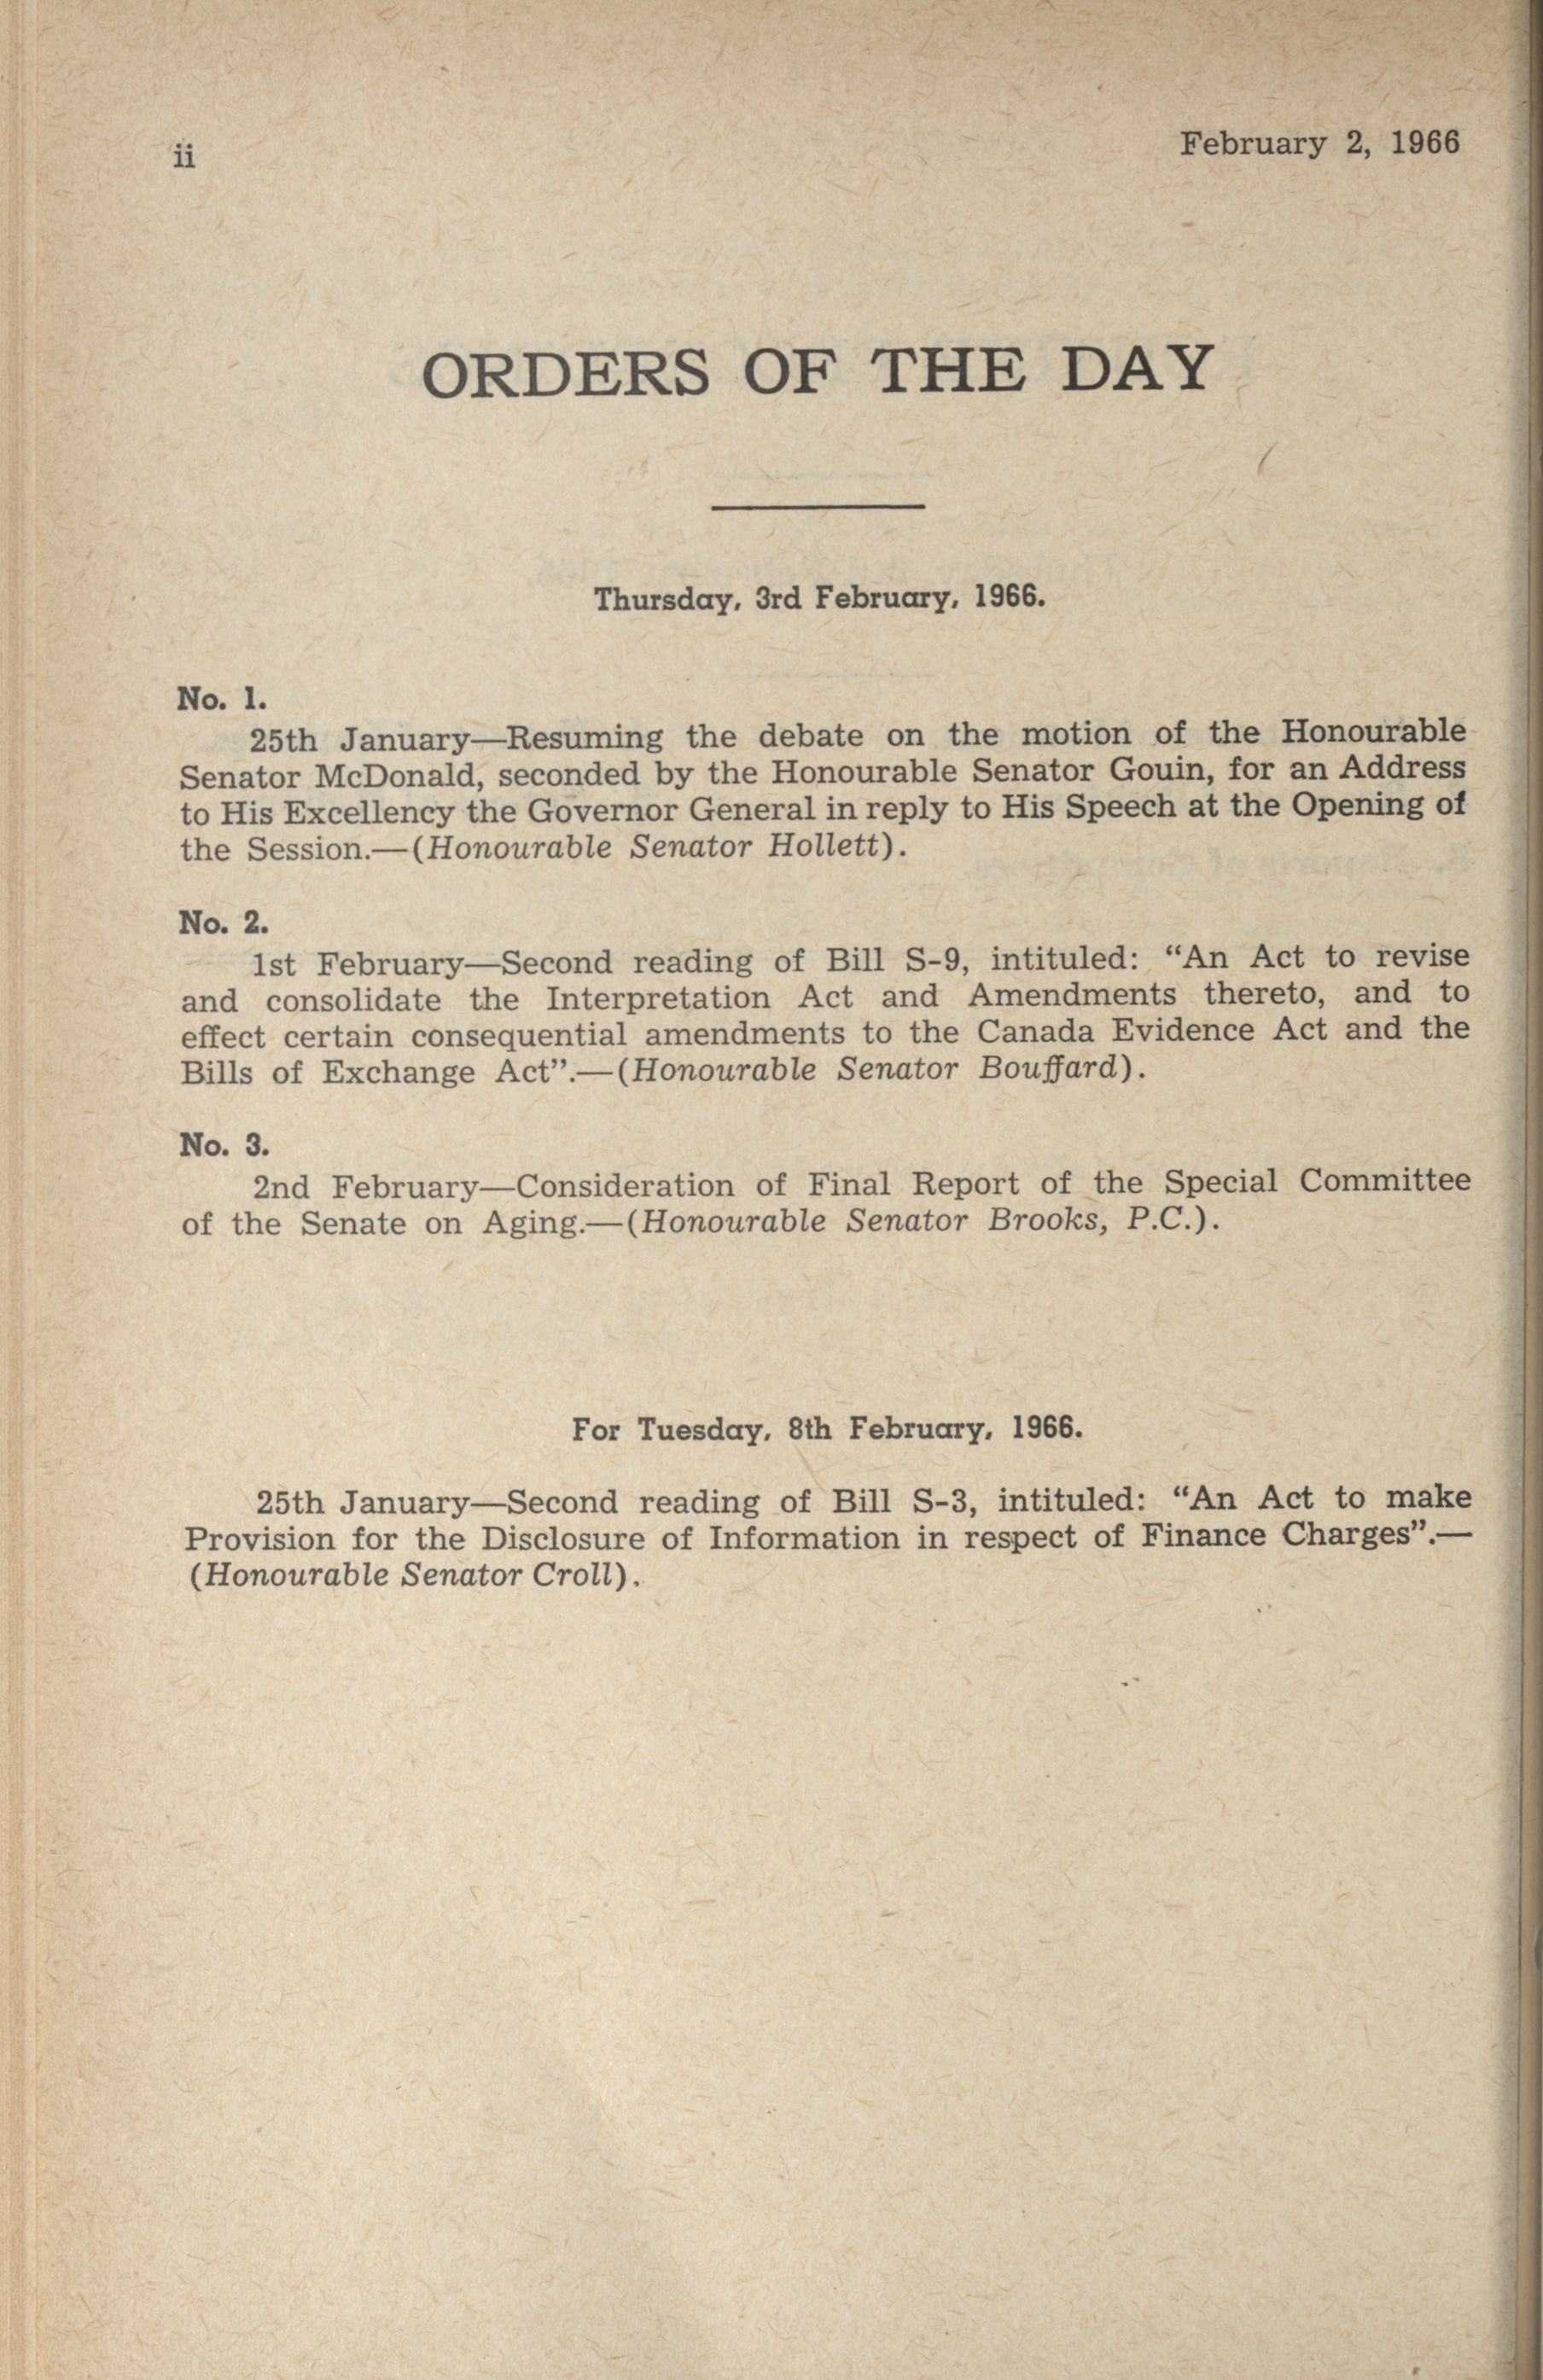 ii
February 2, 1966
ORDERS OF THE DAY
Thursday, 3rd February, 1966.
No. 1.
25th January—Resuming the debate on the motion of the Honourable
Senator McDonald, seconded by the Honourable Senator Gouin, for an Address
to His Excellency the Governor General in reply to His Speech at the Opening of
the Session.—(Honourable Senator Hollett).
No. 2.
1st February—Second reading of Bill S-9, intituled: “An Act to revise
and consolidate the Interpretation Act and Amendments thereto, and to
effect certain consequential amendments to the Canada Evidence Act and the
Bills of Exchange Act”.—(Honourable Senator Bouffard).
No. 3.
2nd February—Consideration of Final Report of the Special Committee
of the Senate on Aging.—(Honourable Senator Brooks, P.C.).
For Tuesday, 8th February, 1966.
25th January—Second reading of Bill S-3, intituled: “An Act to make
Provision for the Disclosure of Information in respect of Finance Charges”.—
(Honourable Senator Croll).